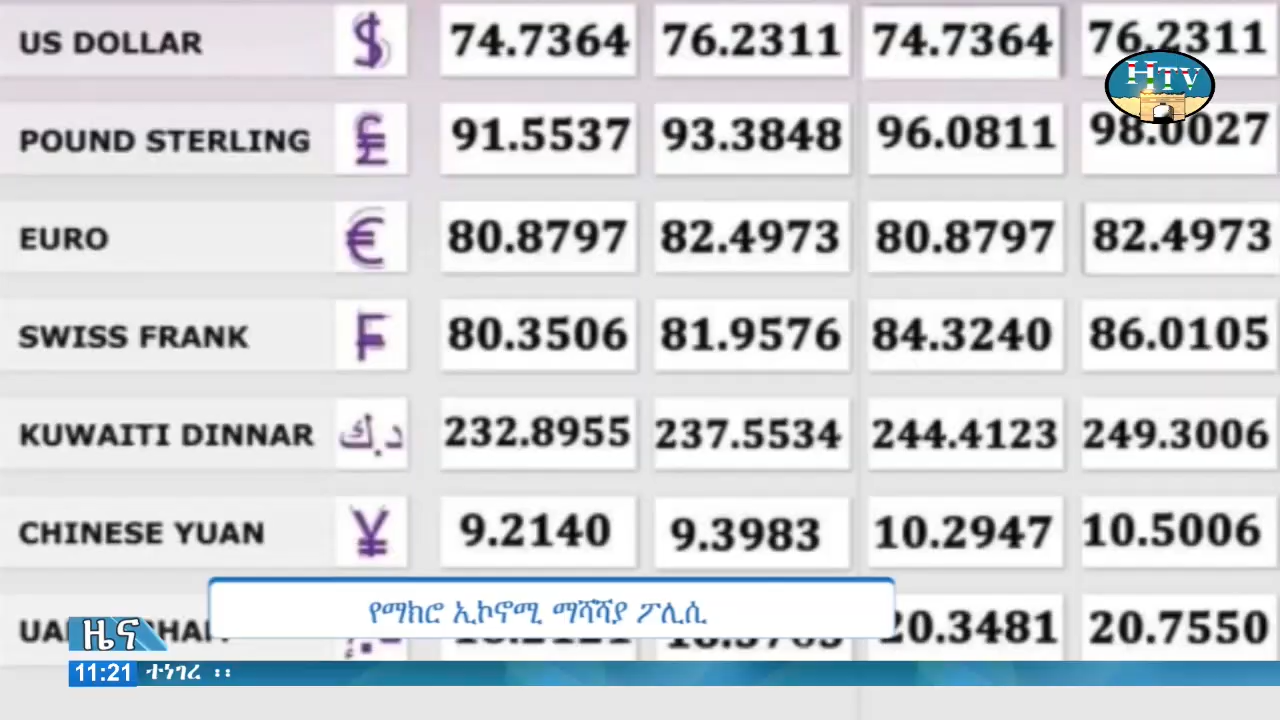 US DOLLAR $ 74.7364 76.2311 74.7364 76.2311
HTV
POUND STERLING £ 91.5537 93.3848 96.0811 98.0027
EURO € 80.8797 82.4973 80.8797 82.4973
SWISS FRANK ₣ 80.3506 81.9576 84.3240 86.0105
KUWAITI DINNAR د.ك 232.8955 237.5534 244.4123 249.3006
CHINESE YUAN ¥ 9.2140 9.3983 10.2947 10.5006
የማክሮ ኢኮኖሚ ማሻሻያ ፖሊሲ
20.3481 20.7550
ዜና
11:21 ተነገረ ፡፡